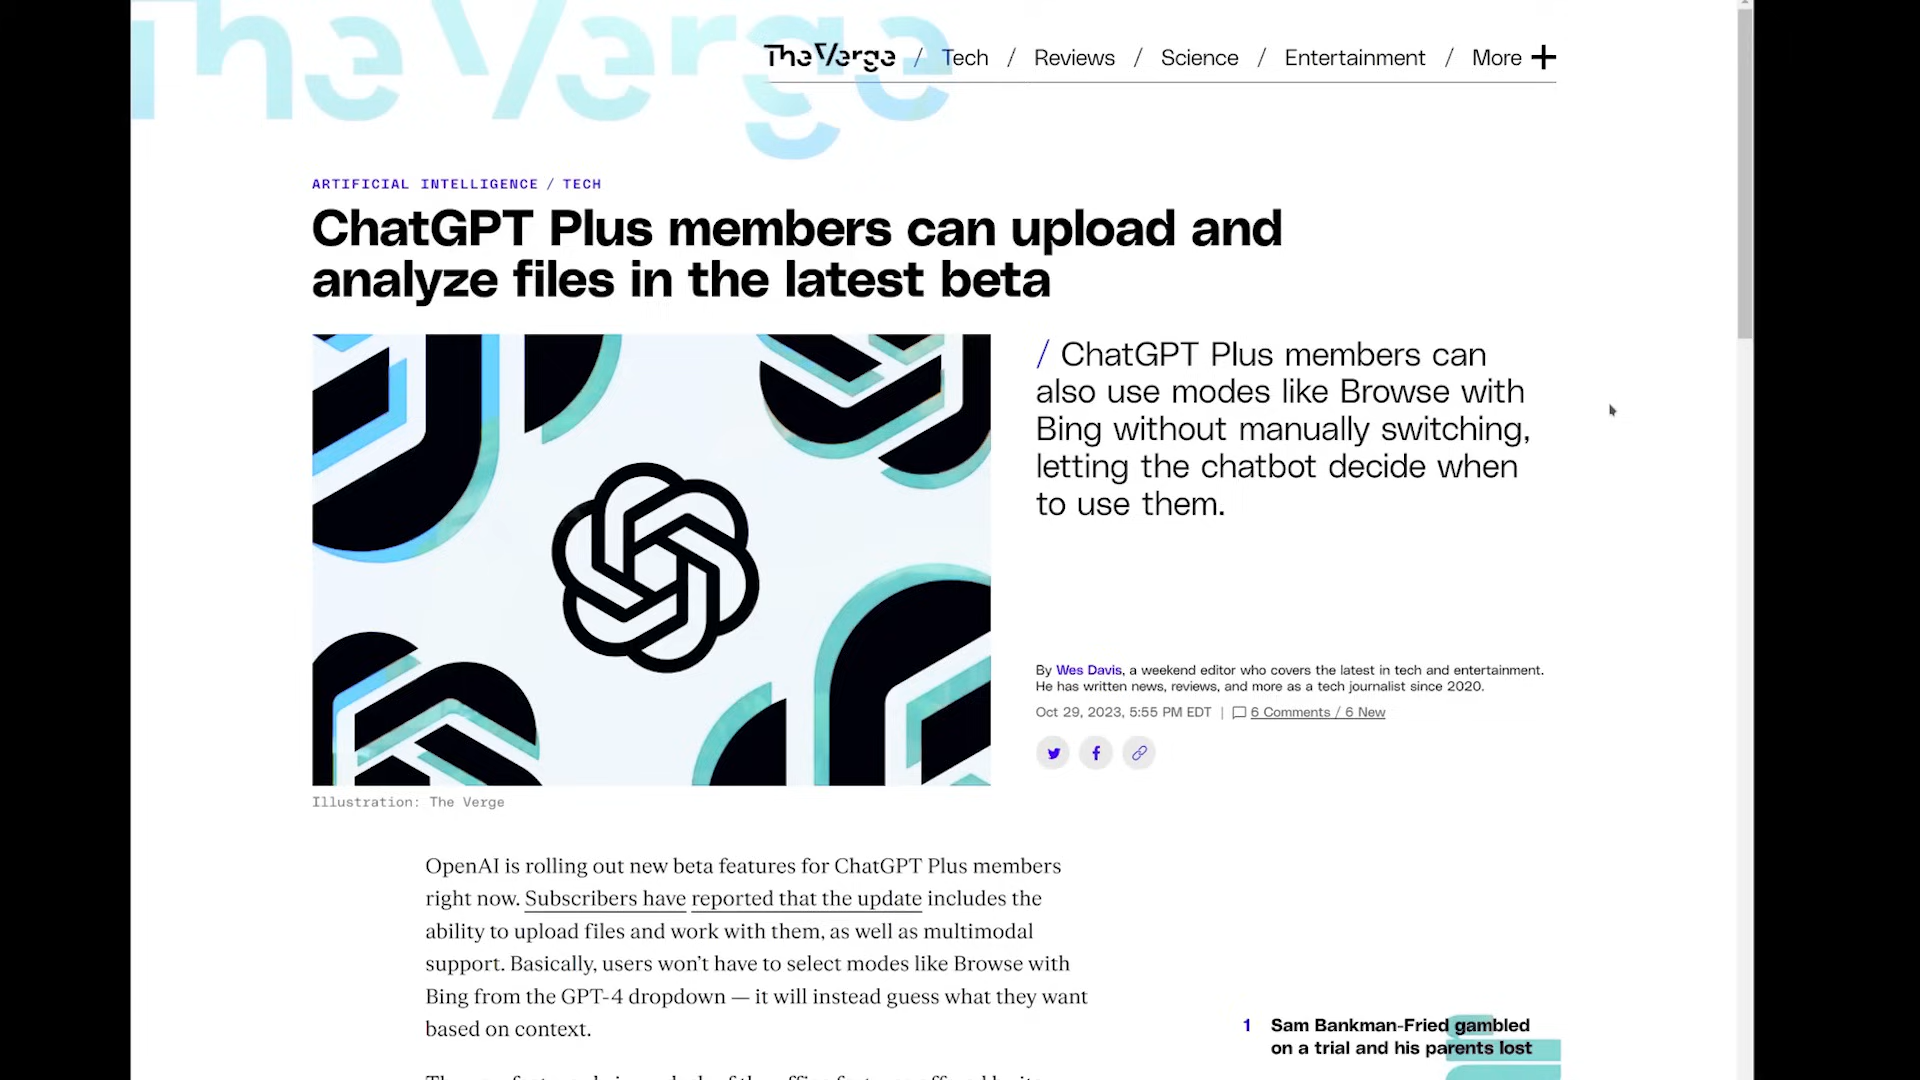 The Verge
The Verge / Tech / Reviews / Science / Entertainment / More +
ARTIFICIAL INTELLIGENCE / TECH
ChatGPT Plus members can upload and
analyze files in the latest beta
/ ChatGPT Plus members can
also use modes like Browse with
Bing without manually switching,
letting the chatbot decide when
to use them.
By Wes Davis, a weekend editor who covers the latest in tech and entertainment.
He has written news, reviews, and more as a tech journalist since 2020.
Oct 29, 2023, 5:55 PM EDT | 6 Comments / 6 New
Illustration: The Verge
OpenAI is rolling out new beta features for ChatGPT Plus members
right now. Subscribers have reported that the update includes the
ability to upload files and work with them, as well as multimodal
support. Basically, users won’t have to select modes like Browse with
Bing from the GPT-4 dropdown — it will instead guess what they want
based on context.
1 Sam Bankman-Fried gambled
on a trial and his parents lost